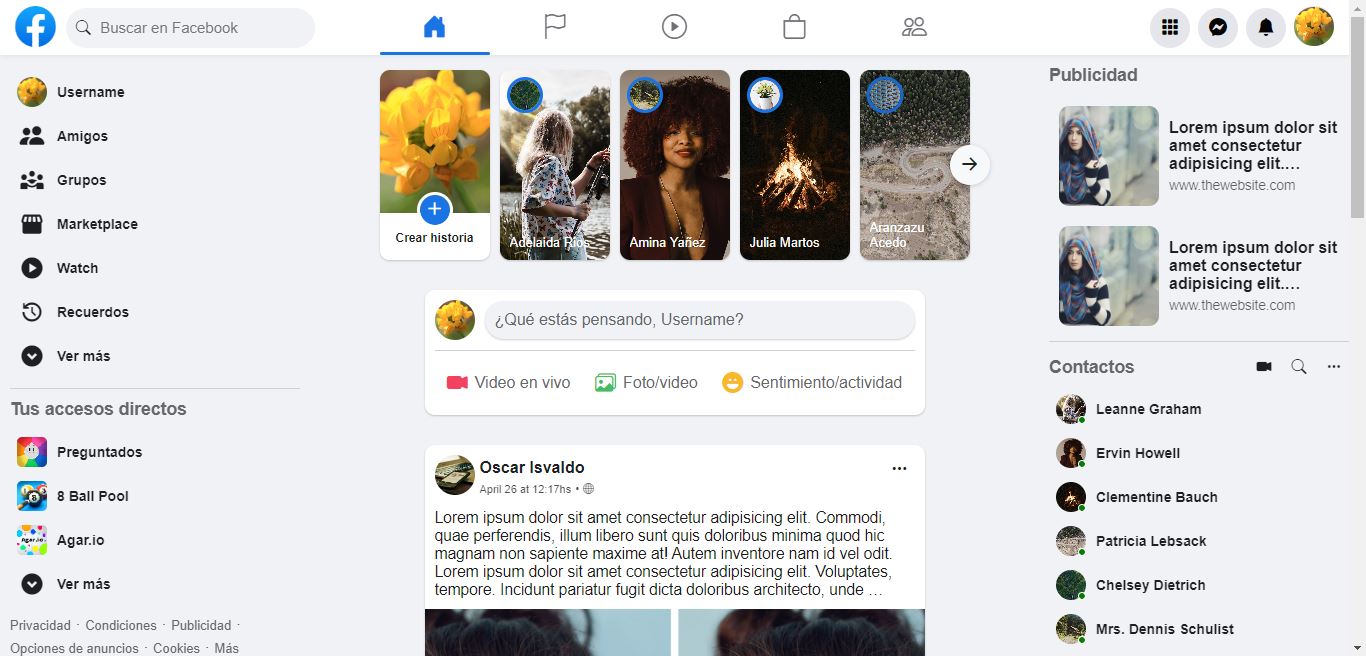 Buscar en Facebook
Username
Amigos
Grupos
Marketplace
Watch
Recuerdos
Ver más
Tus accesos directos
Preguntados
8 Ball Pool
Agar.io
Agar.io
Ver más
Privacidad · Condiciones · Publicidad ·
Opciones de anuncios · Cookies · Más
Crear historia
Adelaida Rios
Amina Yañez
Julia Martos
Aranzazu
Acedo
¿Qué estás pensando, Username?
Video en vivo
Foto/video
Sentimiento/actividad
Oscar Isvaldo
April 26 at 12:17hs •
Lorem ipsum dolor sit amet consectetur adipisicing elit. Commodi,
quae perferendis, illum libero sunt quis doloribus minima quod hic
magnam non sapiente maxime at! Autem inventore nam id vel odit.
Lorem ipsum dolor sit amet consectetur adipisicing elit. Voluptates,
tempore. Incidunt pariatur fugit dicta doloribus architecto, unde …
Publicidad
Lorem ipsum dolor sit
amet consectetur
adipisicing elit.…
www.thewebsite.com
Lorem ipsum dolor sit
amet consectetur
adipisicing elit.…
www.thewebsite.com
Contactos
Leanne Graham
Ervin Howell
Clementine Bauch
Patricia Lebsack
Chelsey Dietrich
Mrs. Dennis Schulist